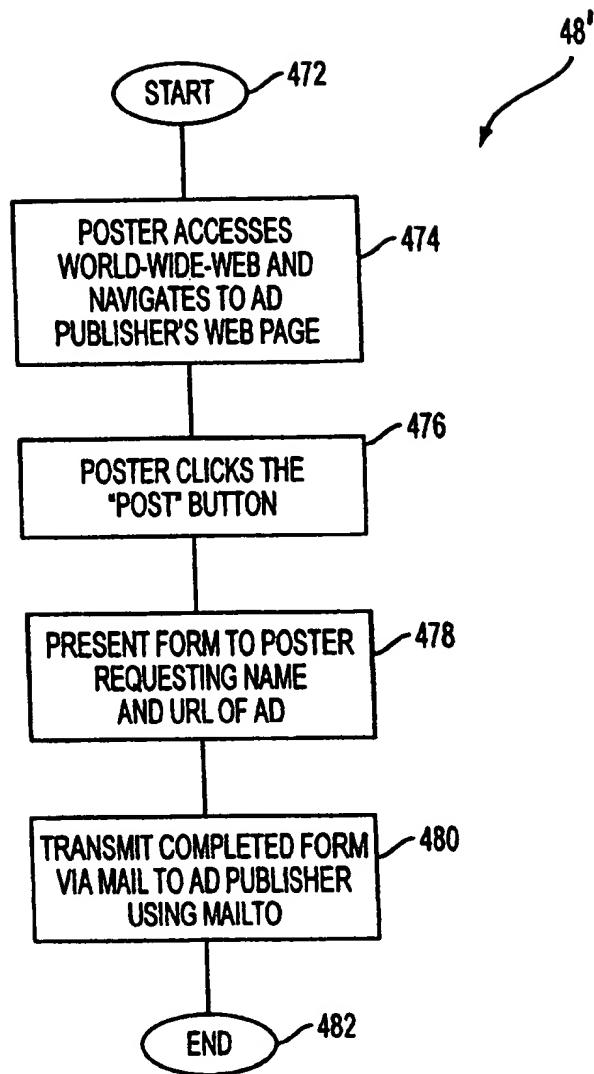 48'
START
472
POSTER ACCESSES
WORLD-WIDE-WEB AND
NAVIGATES TO AD
PUBLISHER'S WEB PAGE
474
476
POSTER CLICKS THE
"POST" BUTTON
PRESENT FORM TO POSTER
REQUESTING NAME
AND URL OF AD
478
TRANSMIT COMPLETED FORM
VIA MAIL TO AD PUBLISHER
USING MAILTO
480
END
482